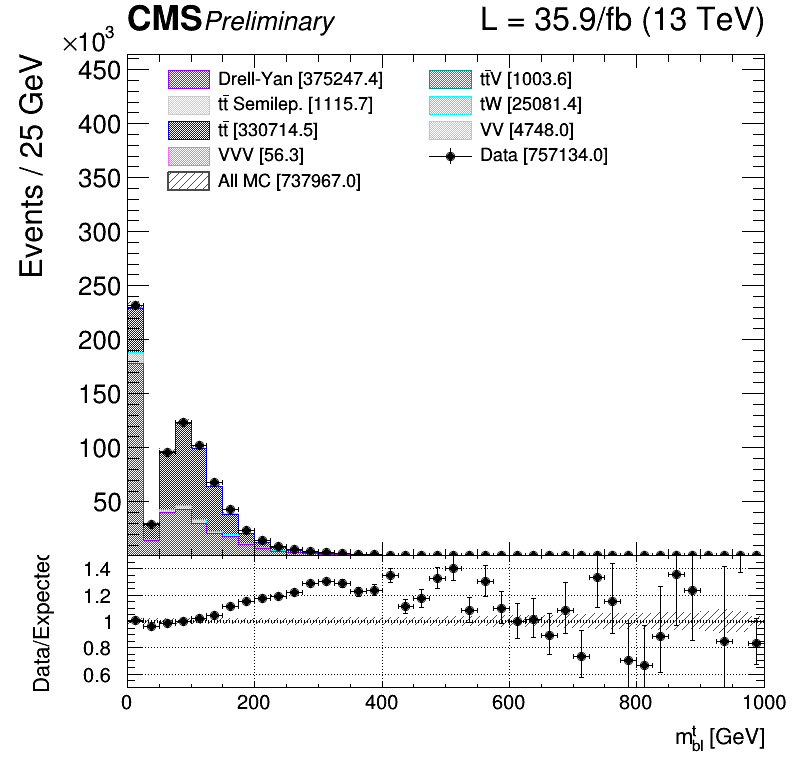 CMS Preliminary L = 35.9/fb (13 TeV)
×10³
Events / 25 GeV
450
400
350
300
250
200
150
100
50
Drell-Yan [375247.4]
tt̄ Semilep. [1115.7]
tt̄ [330714.5]
VVV [56.3]
All MC [737967.0]
tt̄V [1003.6]
tW [25081.4]
VV [4748.0]
Data [757134.0]
Data/Expected
1.4
1.2
1
0.8
0.6
0 200 400 600 800 1000
m^t_bl [GeV]